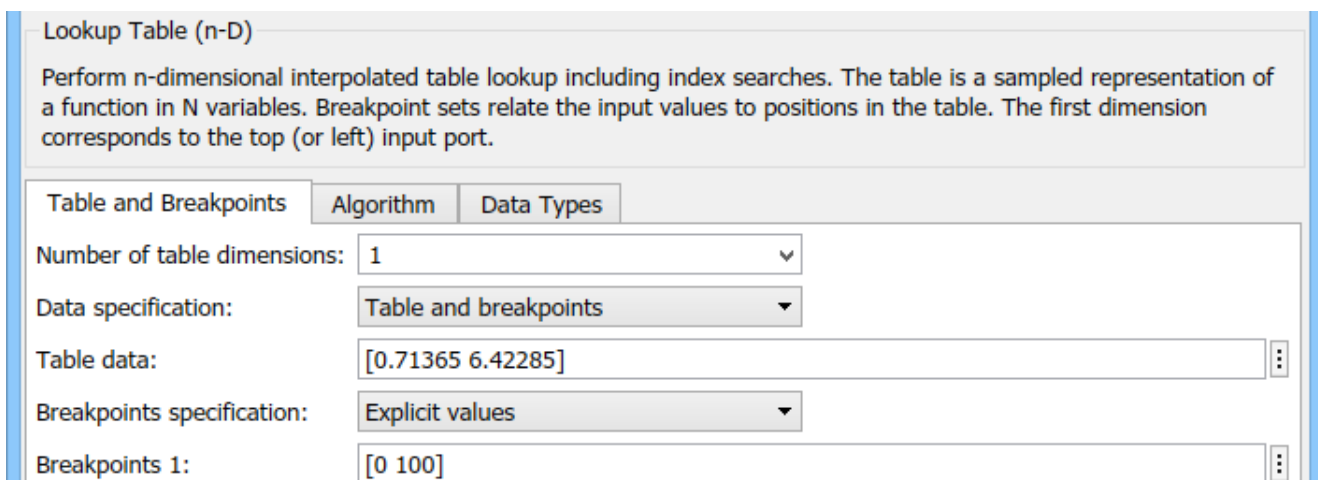 Lookup Table (n-D)
Perform n-dimensional interpolated table lookup including index searches. The table is a sampled representation of
a function in N variables. Breakpoint sets relate the input values to positions in the table. The first dimension
corresponds to the top (or left) input port.
Table and Breakpoints Algorithm Data Types
Number of table dimensions: 1
Data specification: Table and breakpoints
Table data: [0.71365 6.42285]
Breakpoints specification: Explicit values
Breakpoints 1: [0 100]